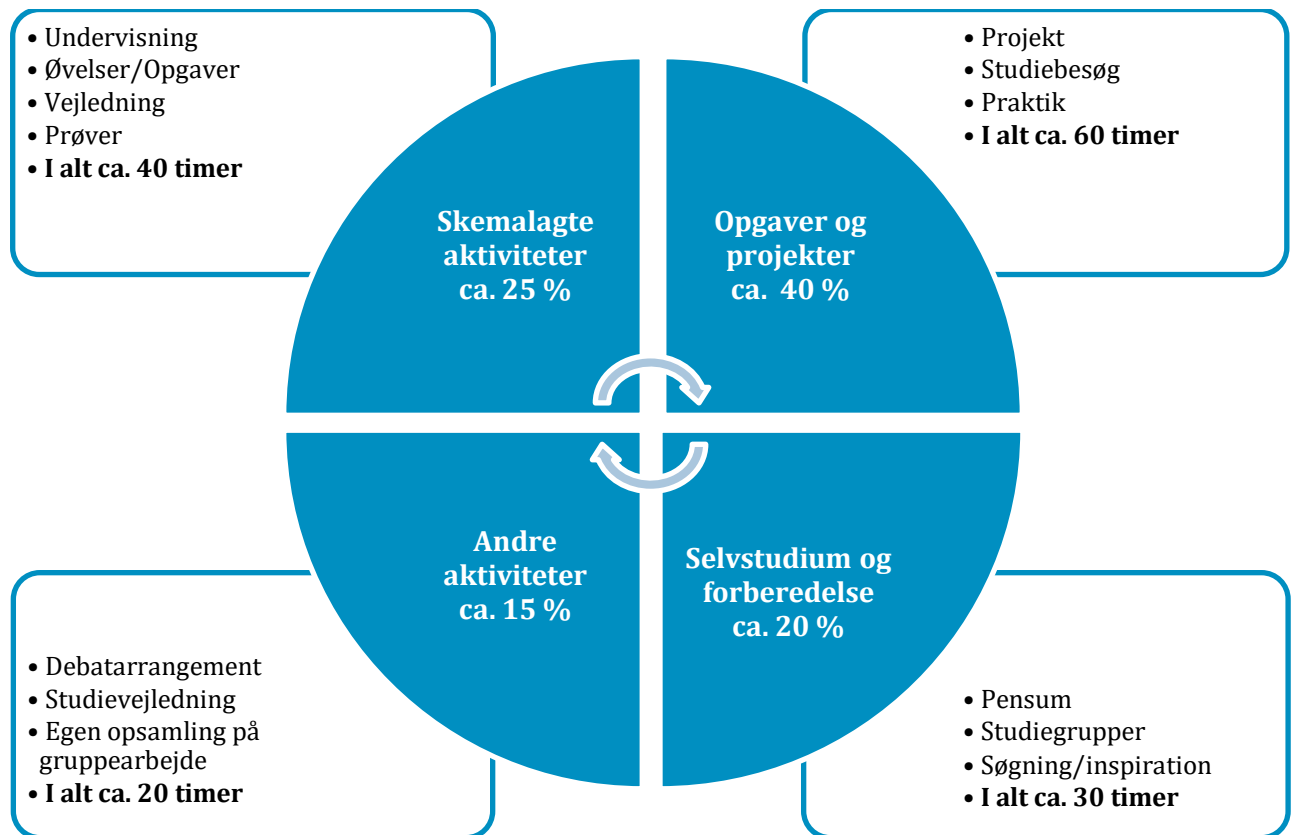 • Undervisning
• Øvelser/Opgaver
• Vejledning
• Prøver
• I alt ca. 40 timer
• Projekt
• Studiebesøg
• Praktik
• I alt ca. 60 timer
Skemalagte
aktiviteter
ca. 25 %
Opgaver og
projekter
ca. 40 %
Andre
aktiviteter
ca. 15 %
Selvstudium og
forberedelse
ca. 20 %
• Debatarrangement
• Studievejledning
• Egen opsamling på
gruppearbejde
• I alt ca. 20 timer
• Pensum
• Studiegrupper
• Søgning/inspiration
• I alt ca. 30 timer